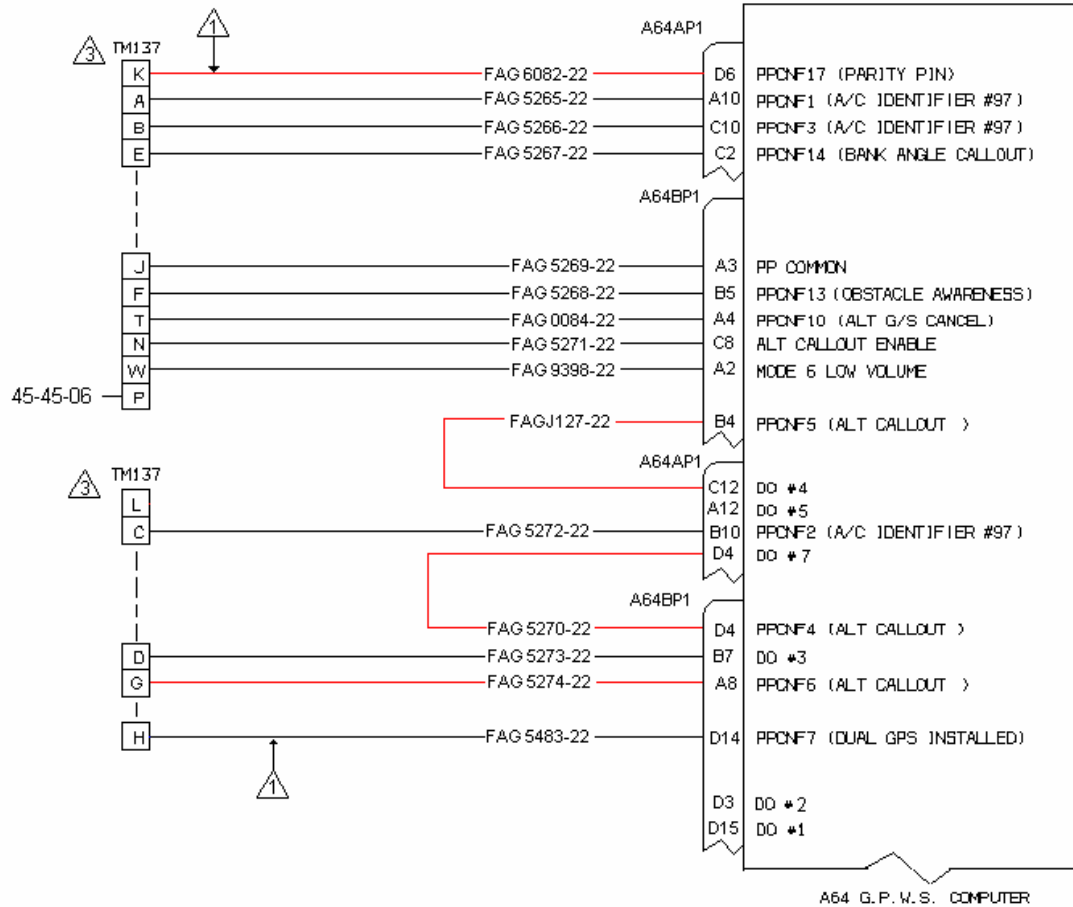 1
A64AP1
3 TM137
K FAG 6082-22 D6 PPCNF17 (PARITY PIN)
A FAG 5265-22 A10 PPCNF1 (A/C IDENTIFIER #97)
B FAG 5266-22 C10 PPCNF3 (A/C IDENTIFIER #97)
E FAG 5267-22 C2 PPCNF14 (BANK ANGLE CALLOUT)
A64BP1
J FAG 5269-22 A3 PP COMMON
F FAG 5268-22 B5 PPCNF13 (OBSTACLE AWARENESS)
T FAG 0084-22 A4 PPCNF10 (ALT G/S CANCEL)
N FAG 5271-22 C8 ALT CALLOUT ENABLE
W FAG 9398-22 A2 MODE 6 LOW VOLUME
45-45-06 P
FAGJ127-22 B4 PPCNF5 (ALT CALLOUT )
A64AP1
3 TM137
C12 DO #4
L A12 DO #5
C FAG 5272-22 B10 PPCNF2 (A/C IDENTIFIER #97)
D4 DO #7
A64BP1
FAG 5270-22 D4 PPCNF4 (ALT CALLOUT )
D FAG 5273-22 B7 DO #3
G FAG 5274-22 A8 PPCNF6 (ALT CALLOUT )
H FAG 5483-22 D14 PPCNF7 (DUAL GPS INSTALLED)
1
D3 DO #2
D15 DO #1
A64 G.P.W.S. COMPUTER